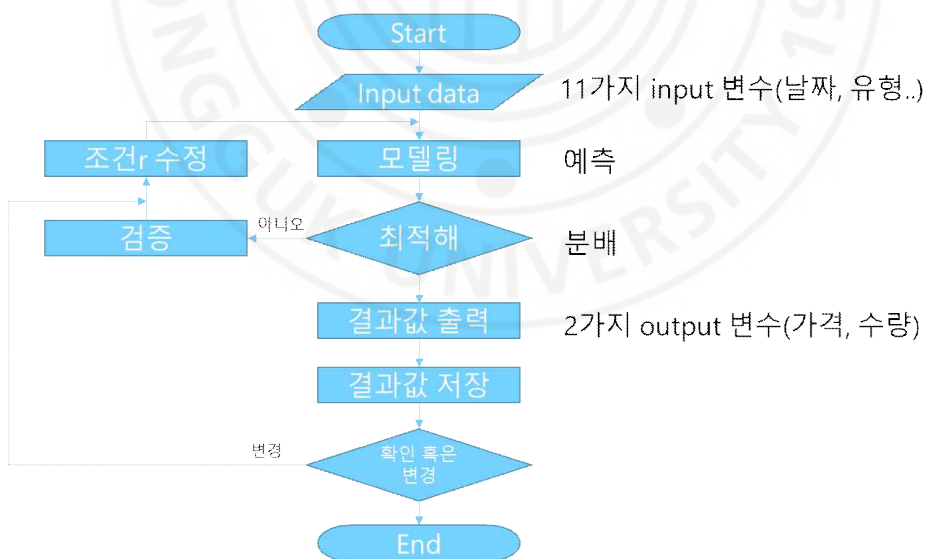 Start
Input data
11가지 input 변수(날짜, 유형..)
조건r 수정
모델링
예측
아니오
검증
최적해
분배
결과값 출력
2가지 output 변수(가격, 수량)
결과값 저장
변경
확인 혹은
변경
End
UNIVERSITY 19